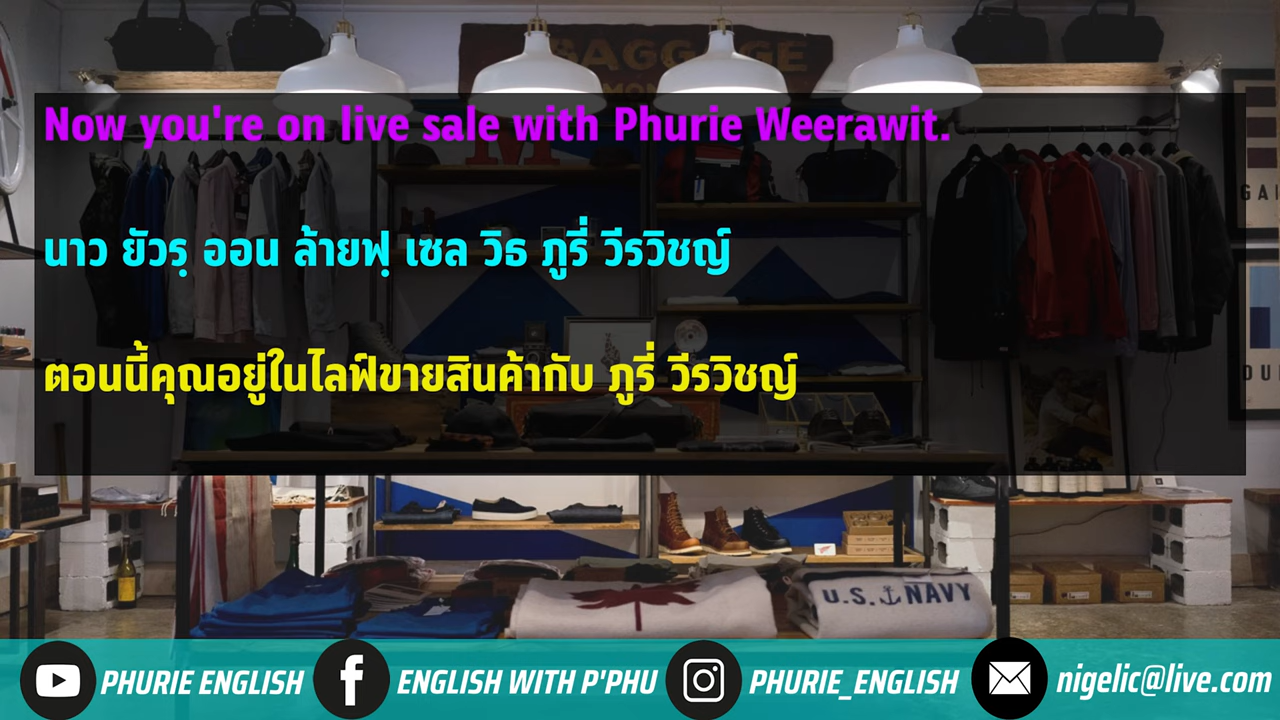 BAGGAGE
Now you're on live sale with Phurie Weerawit.
นาว ยัวรฺ ออน ล้ายฟฺ เซล วิธ ภูรี่ วีรวิชญ์
ตอนนี้คุณอยู่ในไลฟ์ขายสินค้ากับ ภูรี่ วีรวิชญ์
U.S. NAVY
PHURIE ENGLISH
ENGLISH WITH P'PHU
PHURIE_ENGLISH
nigelic@live.com